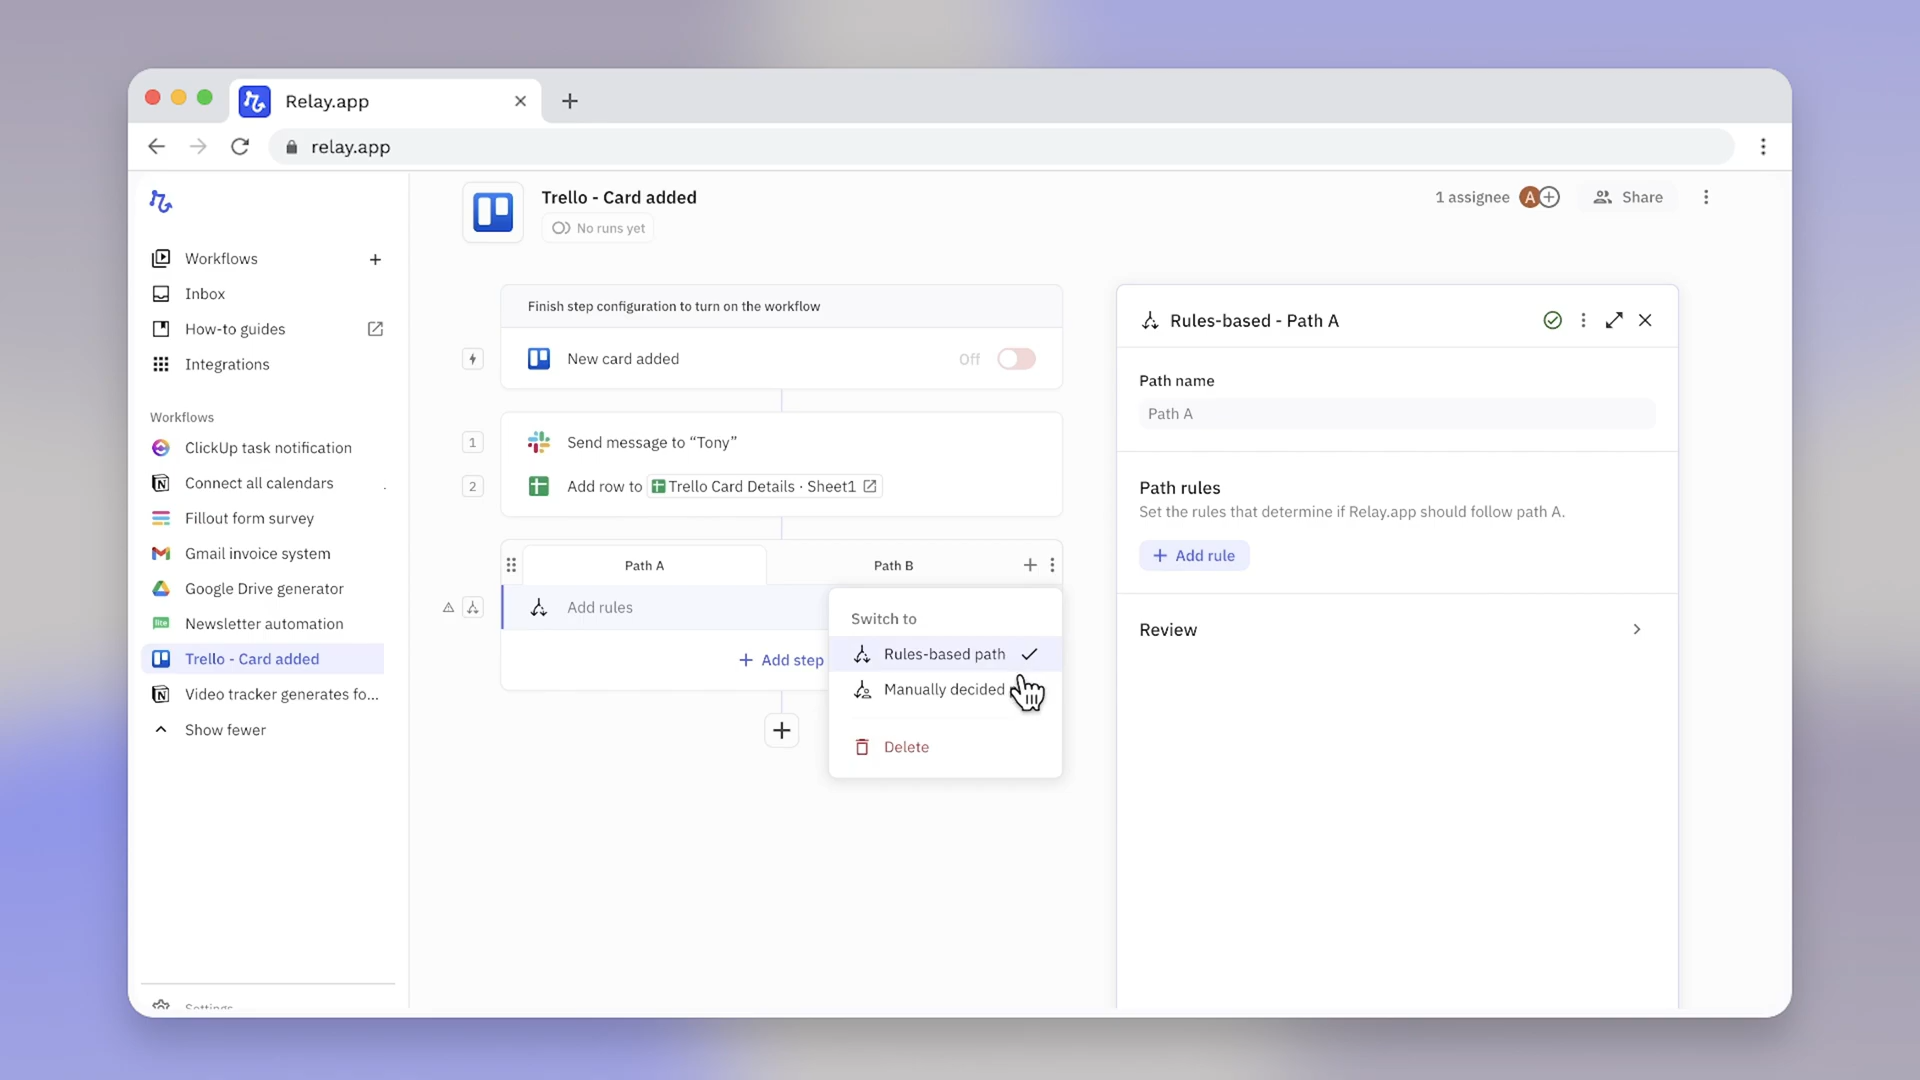 Relay.app
relay.app
Workflows
Inbox
How-to guides
Integrations
Workflows
ClickUp task notification
Connect all calendars
Fillout form survey
Gmail invoice system
Google Drive generator
lite
Newsletter automation
Trello - Card added
Video tracker generates fo...
Show fewer
Settings
Trello - Card added
No runs yet
1 assignee
A
Share
Finish step configuration to turn on the workflow
New card added
Off
1
Send message to “Tony”
2
Add row to Trello Card Details · Sheet1
Path A
Path B
Add rules
+ Add step
Switch to
Rules-based path
Manually decided
Delete
Rules-based - Path A
Path name
Path A
Path rules
Set the rules that determine if Relay.app should follow path A.
+ Add rule
Review